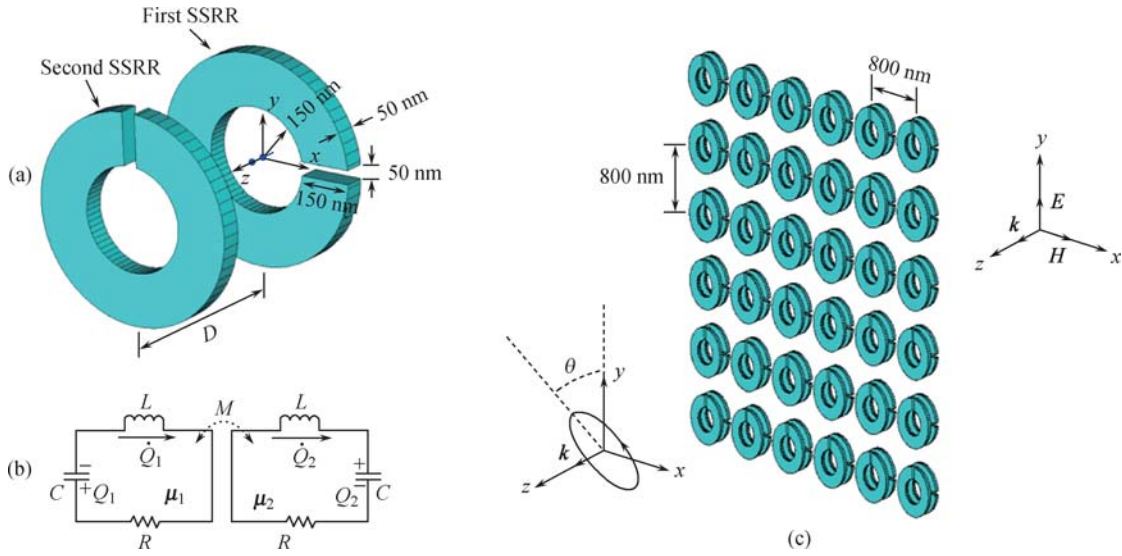 First SSRR
Second SSRR
y
150 nm
50 nm
x
z
50 nm
150 nm
(a)
D
L
M
L
Q̇1
Q̇2
−
+
C
Q1
μ1
μ2
+
−
Q2
C
(b)
R
R
800 nm
800 nm
y
E
k
z
H
x
θ
y
k
z
x
(c)